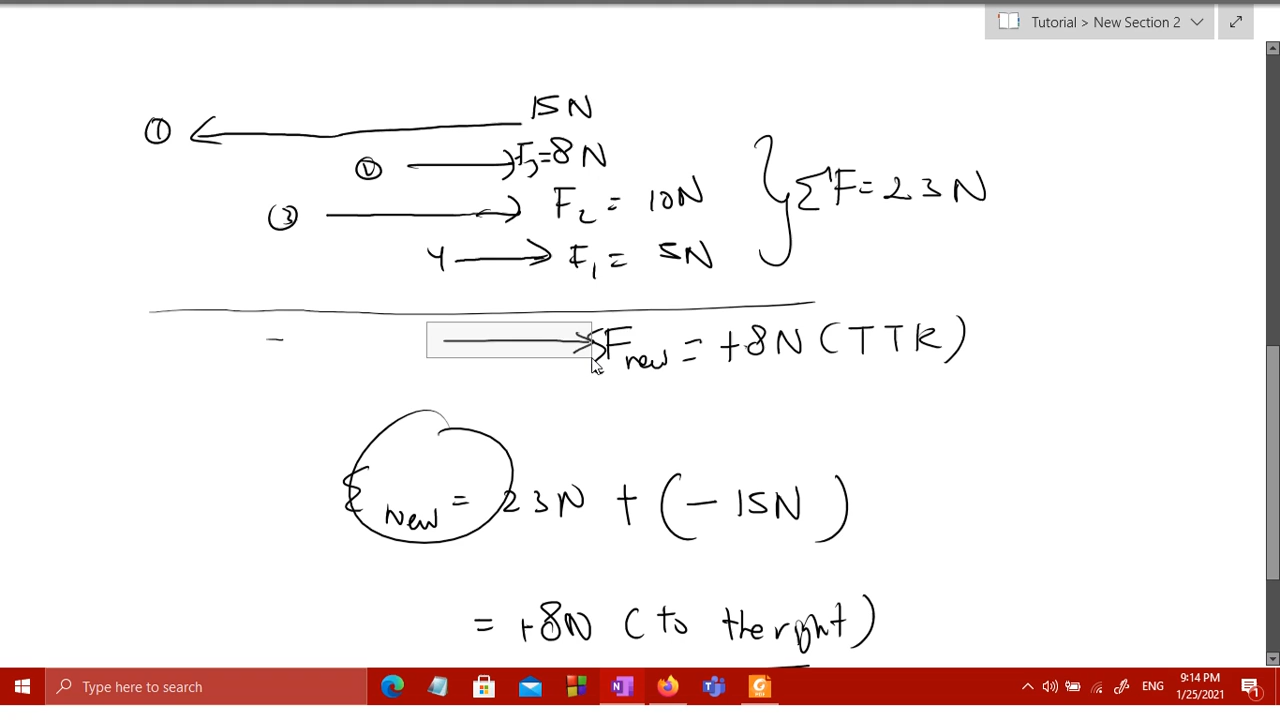 Tutorial > New Section 2
① 15N
② F3=8N
③ F2 = 10N
4 F1 = 5N
ΣF = 23N
- Fnew = +8N (TTR)
Σnew = 23N + (-15N)
= +8N (to the right)
Type here to search
ENG
9:14 PM
1/25/2021
1